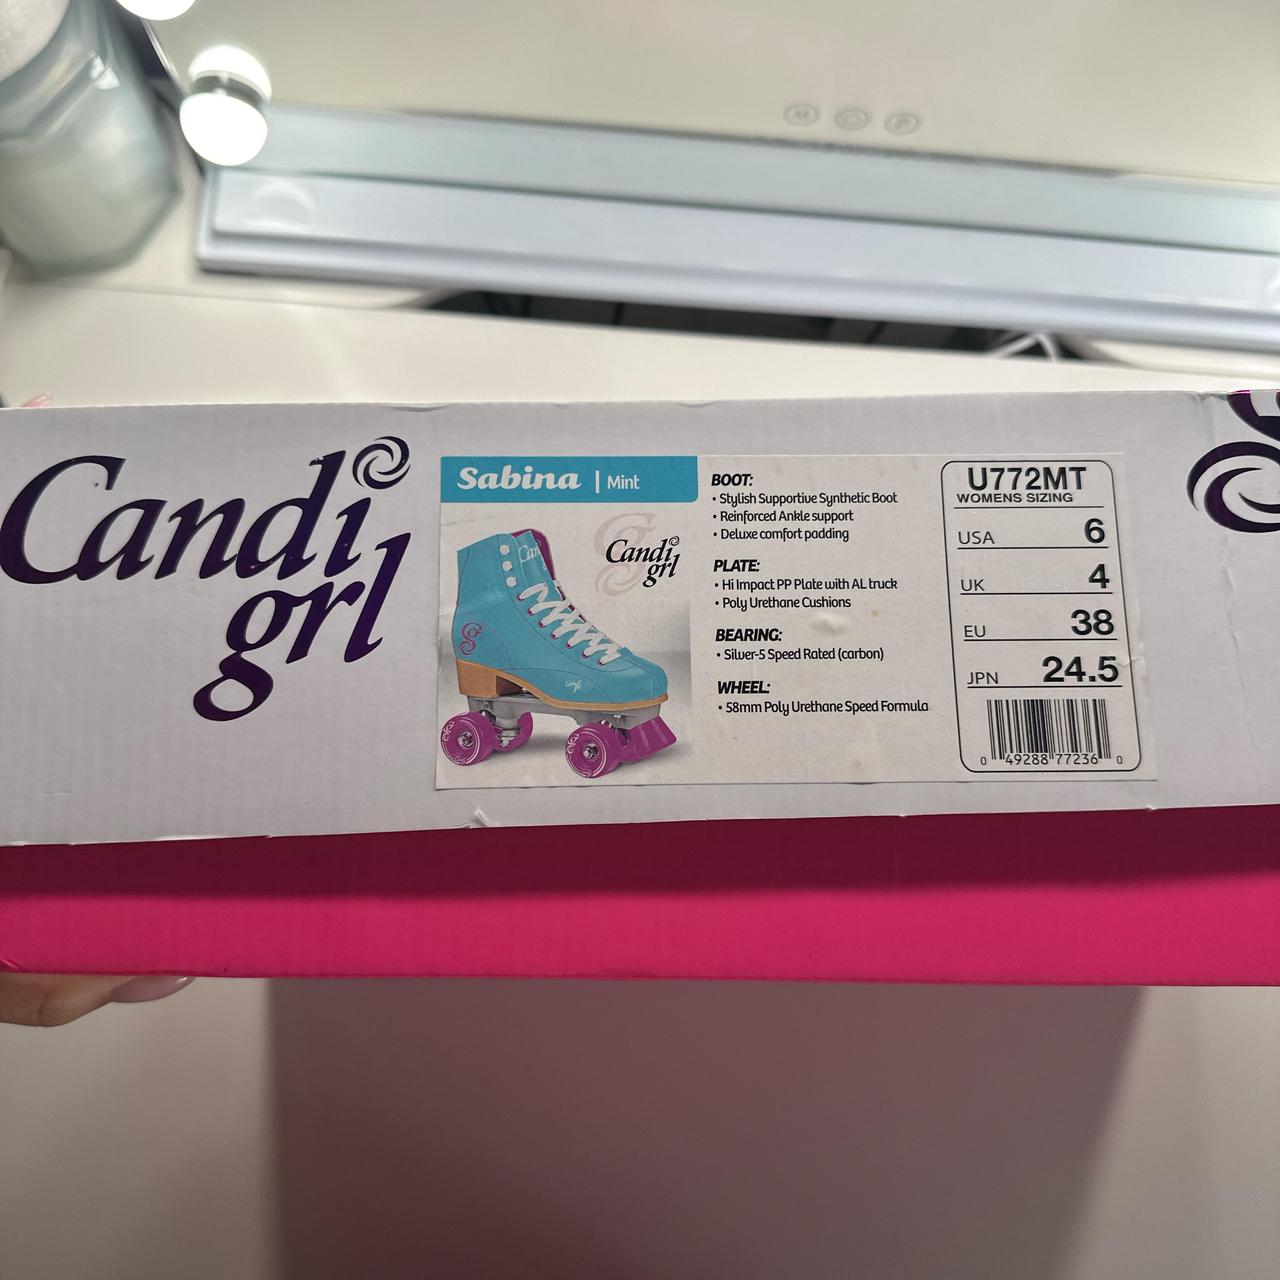 Candi
grl
Sabina | Mint
Candi
grl
BOOT:
• Stylish Supportive Synthetic Boot
• Reinforced Ankle support
• Deluxe comfort padding
PLATE:
• Hi Impact PP Plate with AL truck
• Poly Urethane Cushions
BEARING:
• Silver-5 Speed Rated (carbon)
WHEEL:
• 58mm Poly Urethane Speed Formula
U772MT
WOMENS SIZING
USA 6
UK 4
EU 38
JPN 24.5
0 49288 77236 0
M P